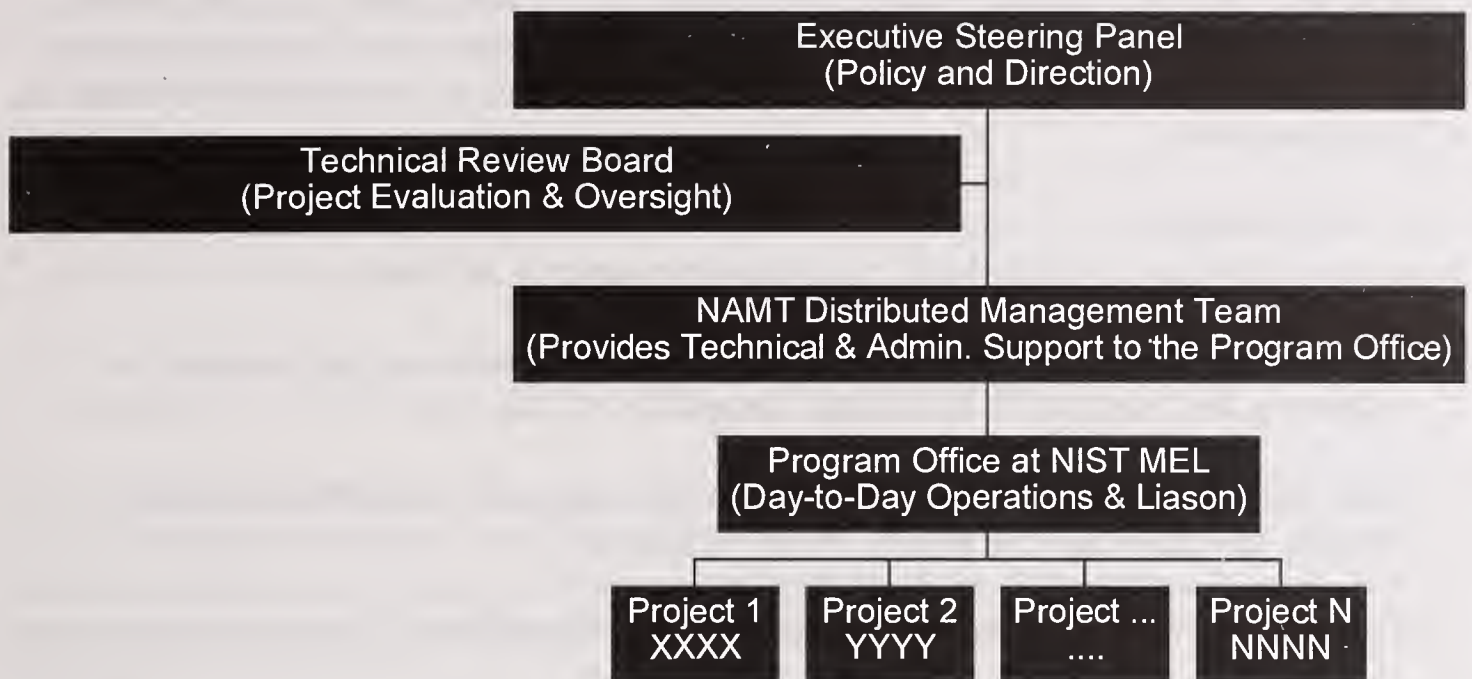 Executive Steering Panel
(Policy and Direction)
Technical Review Board
(Project Evaluation & Oversight)
NAMT Distributed Management Team
(Provides Technical & Admin. Support to the Program Office)
Program Office at NIST MEL
(Day-to-Day Operations & Liason)
Project 1
XXXX
Project 2
YYYY
Project ...
....
Project N
NNNN